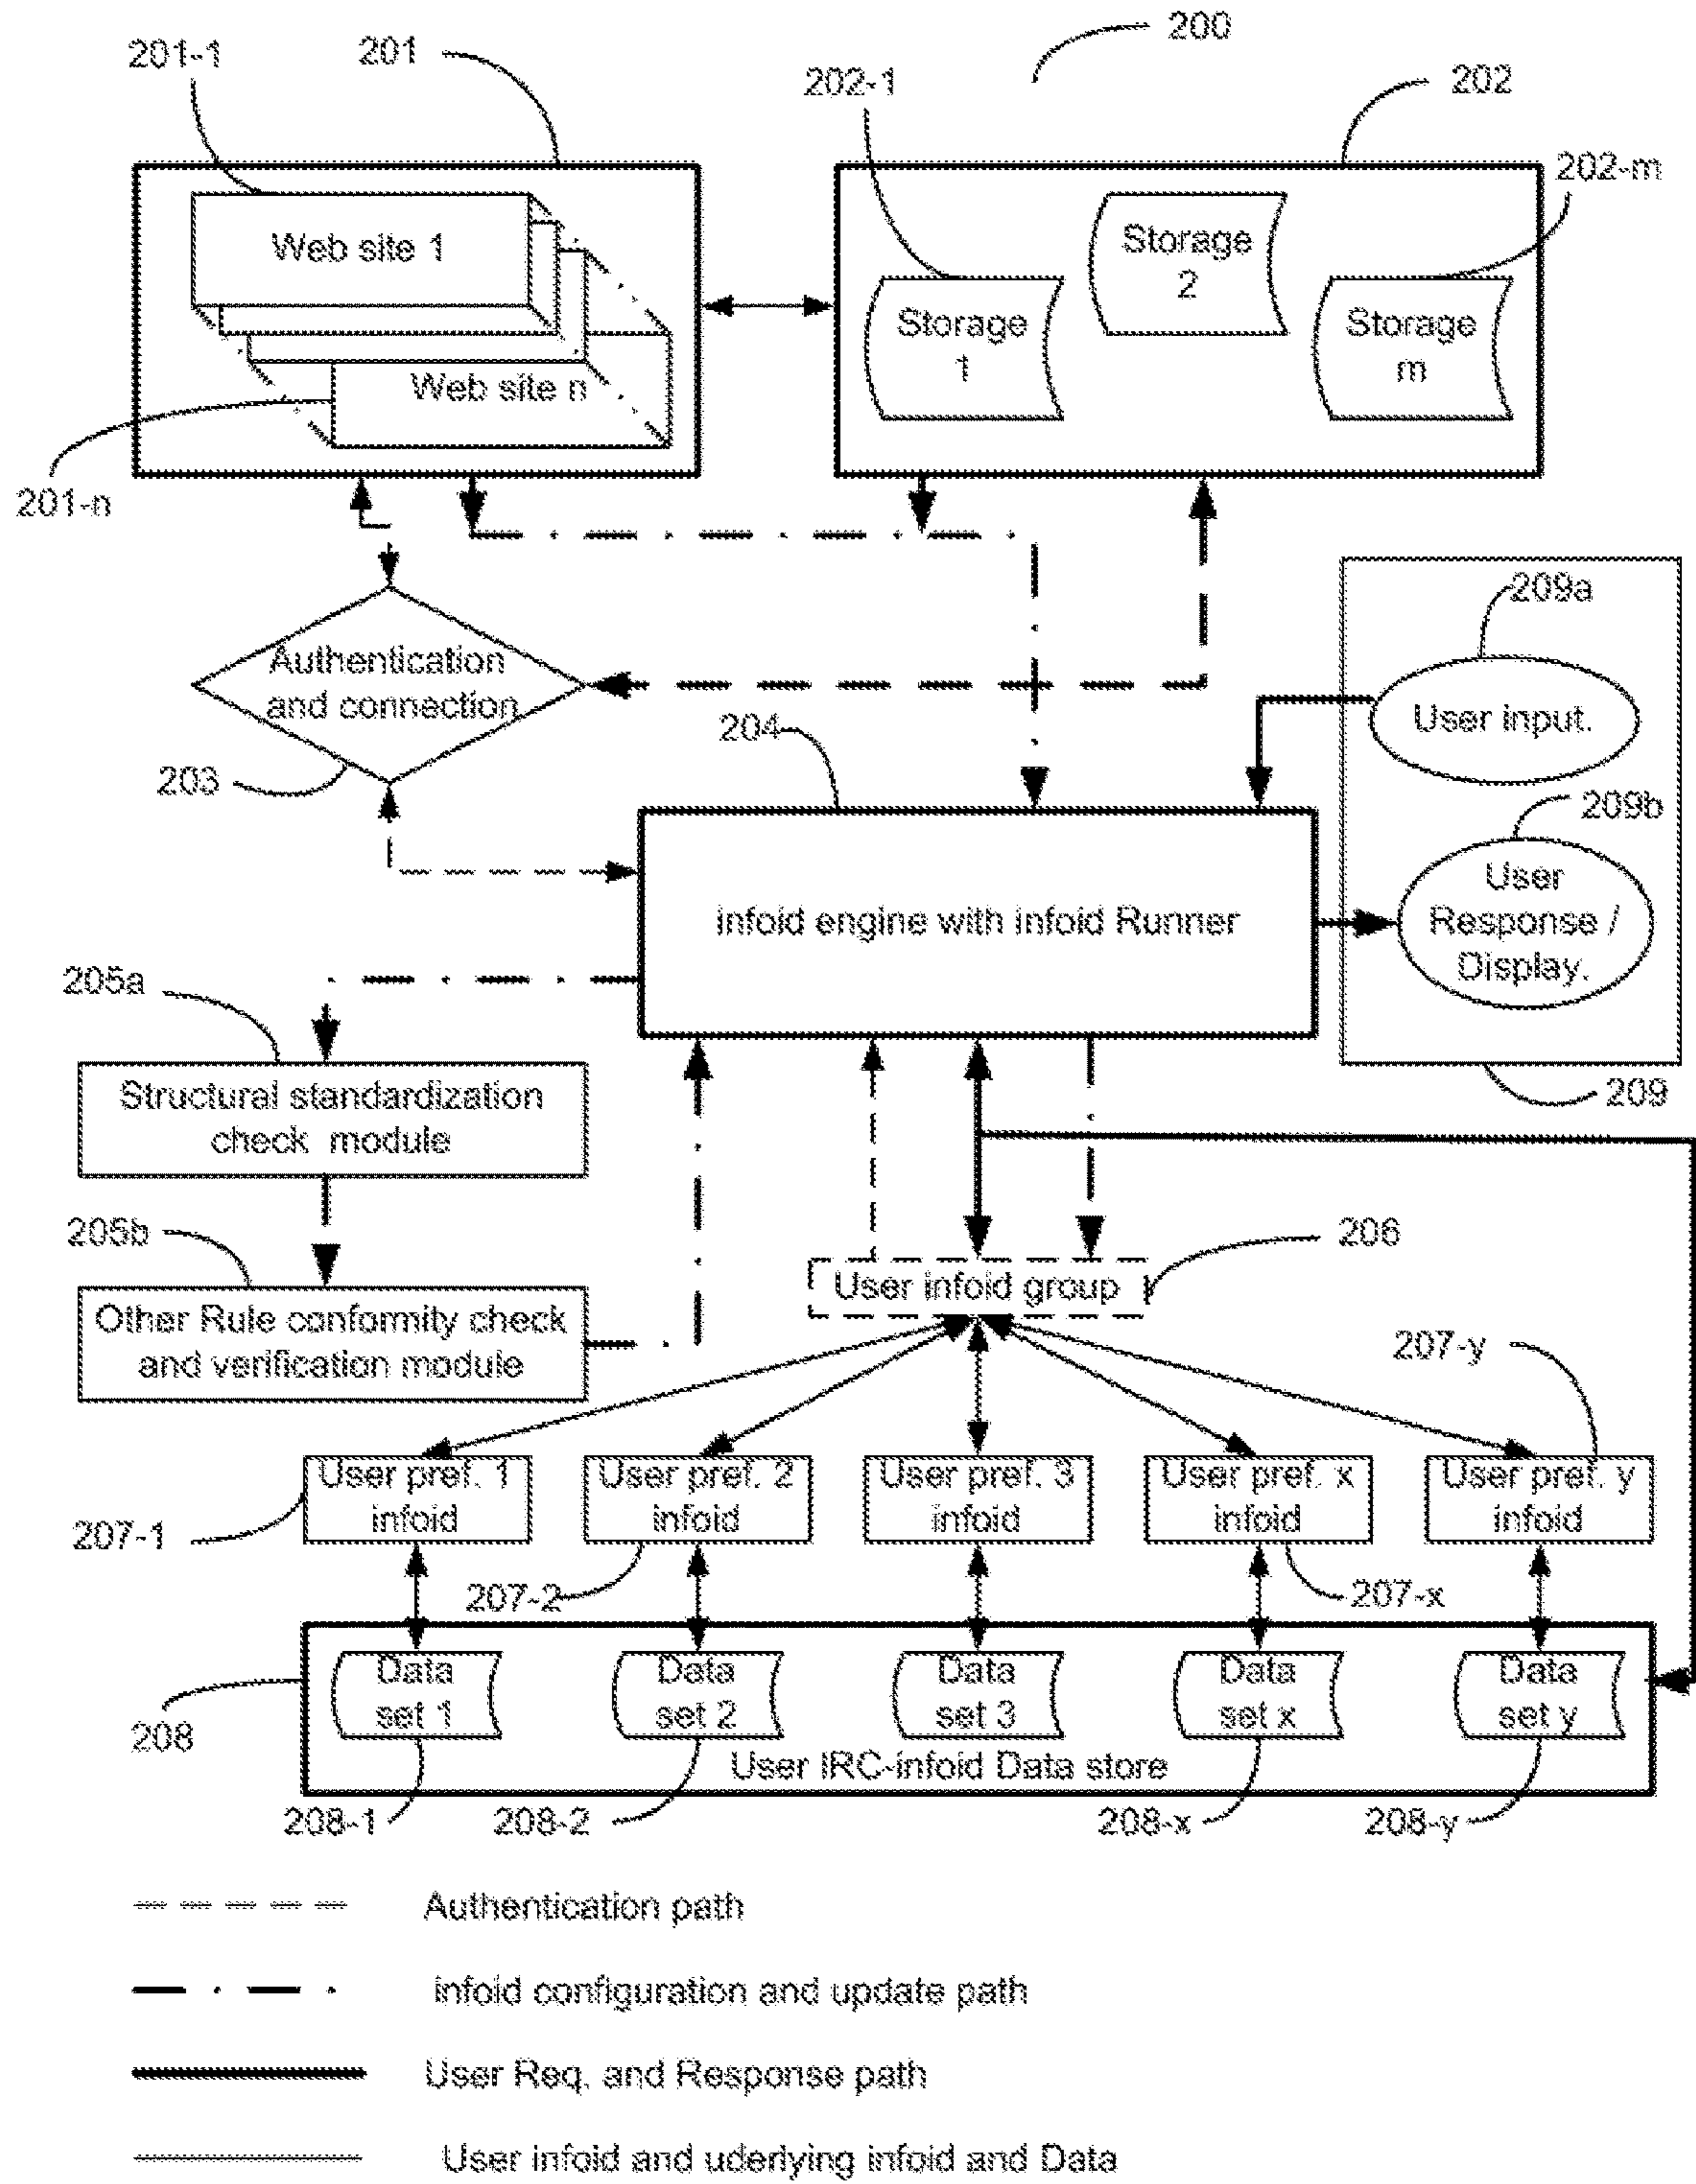 200
201-1
201
202-1
202
202-m
Web site 1
Storage
2
Storage
1
Storage
m
Web site n
201-n
209a
Authentication
and connection
User input.
204
203
209b
User
Response /
Display.
infoid engine with infoid Runner
205a
209
Structural standardization
check module
205b
206
User infoid group
Other Rule conformity check
and verification module
207-y
User pref. 1
infoid
User pref. 2
infoid
User pref. 3
infoid
User pref. x
infoid
User pref. y
infoid
207-1
207-2
207-x
Data
set 1
Data
set 2
Data
set 3
Data
set x
Data
set y
208
User IRC-infoid Data store
208-1
208-2
208-x
208-y
Authentication path
infoid configuration and update path
User Req. and Response path
User infoid and uderlying infoid and Data